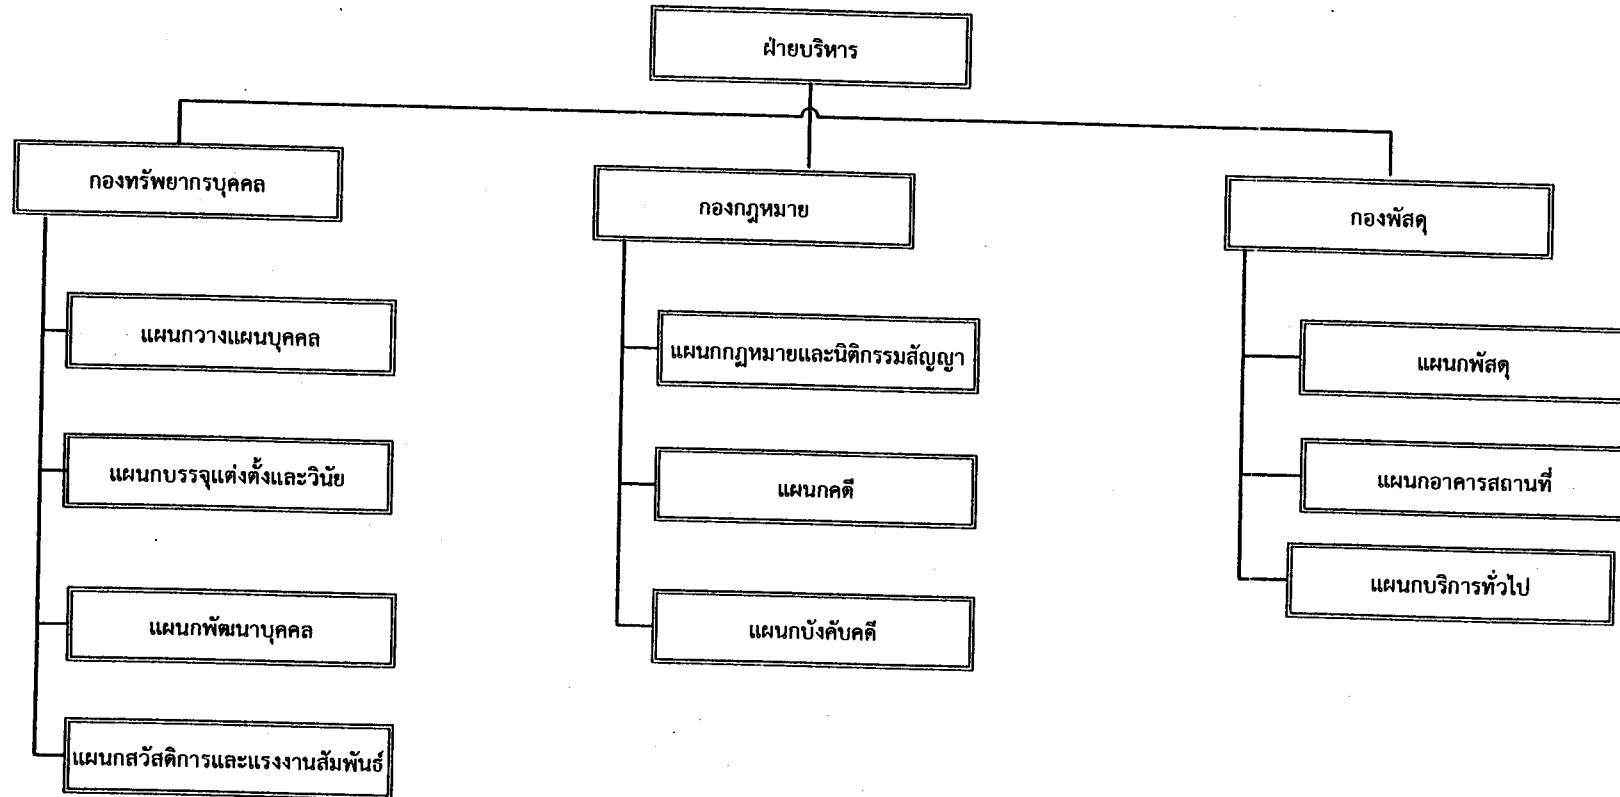 ฝ่ายบริหาร
กองทรัพยากรบุคคล
แผนกวางแผนบุคคล
แผนกบรรจุแต่งตั้งและวินัย
แผนกพัฒนาบุคคล
แผนกสวัสดิการและแรงงานสัมพันธ์
กองกฎหมาย
แผนกกฎหมายและนิติกรรมสัญญา
แผนกคดี
แผนกบังคับคดี
กองพัสดุ
แผนกพัสดุ
แผนกอาคารสถานที่
แผนกบริการทั่วไป